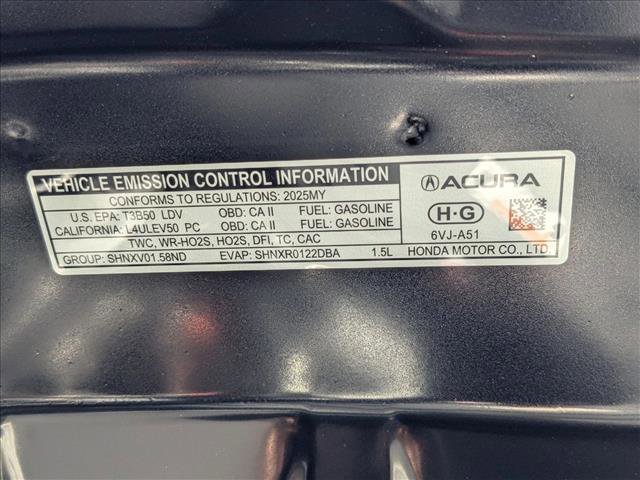 VEHICLE EMISSION CONTROL INFORMATION
CONFORMS TO REGULATIONS: 2025MY
U.S. EPA: T3B50 LDV OBD: CA II FUEL: GASOLINE
CALIFORNIA: L4ULEV50 PC OBD: CA II FUEL: GASOLINE
TWC, WR-HO2S, HO2S, DFI, TC, CAC
GROUP: SHNXV01.58ND EVAP: SHNXR0122DBA 1.5L
ACURA
H·G
6VJ-A51
HONDA MOTOR CO., LTD.